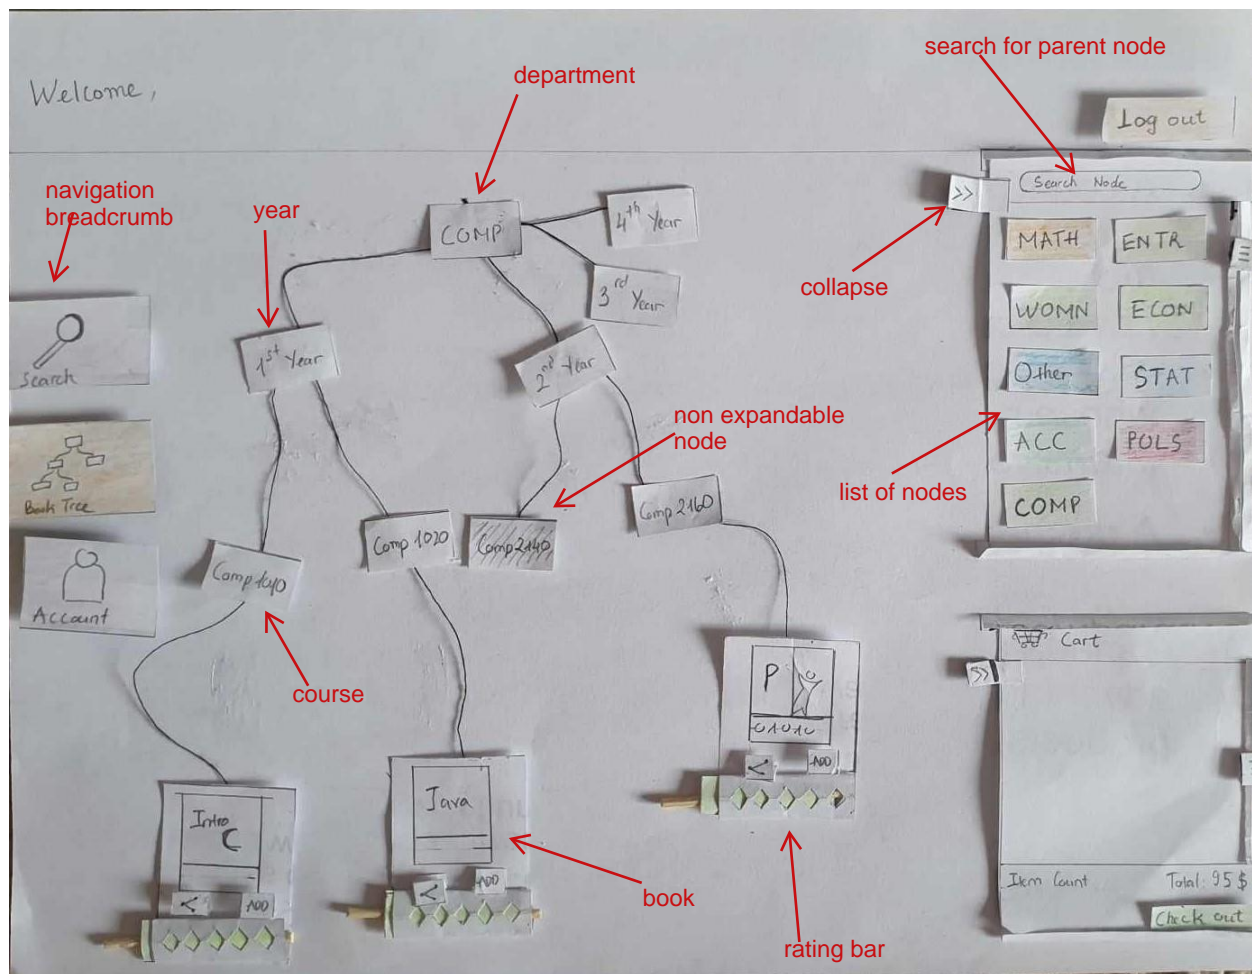 search for parent node
department
Welcome,
Log out
navigation
breadcrumb
year
Search Node
>>
COMP
4th Year
MATH
ENTR
3rd Year
collapse
WOMN
ECON
1st Year
2nd Year
Search
Other
STAT
non expandable
node
ACC
POLS
list of nodes
Book Tree
COMP
Comp 2160
Comp 1020
Comp 2140
Comp 1010
Account
Cart
>>
course
P
01010
ADD
Java
Intro
C
book
ADD
Item Count
Total: 95 $
ADD
Check out
rating bar